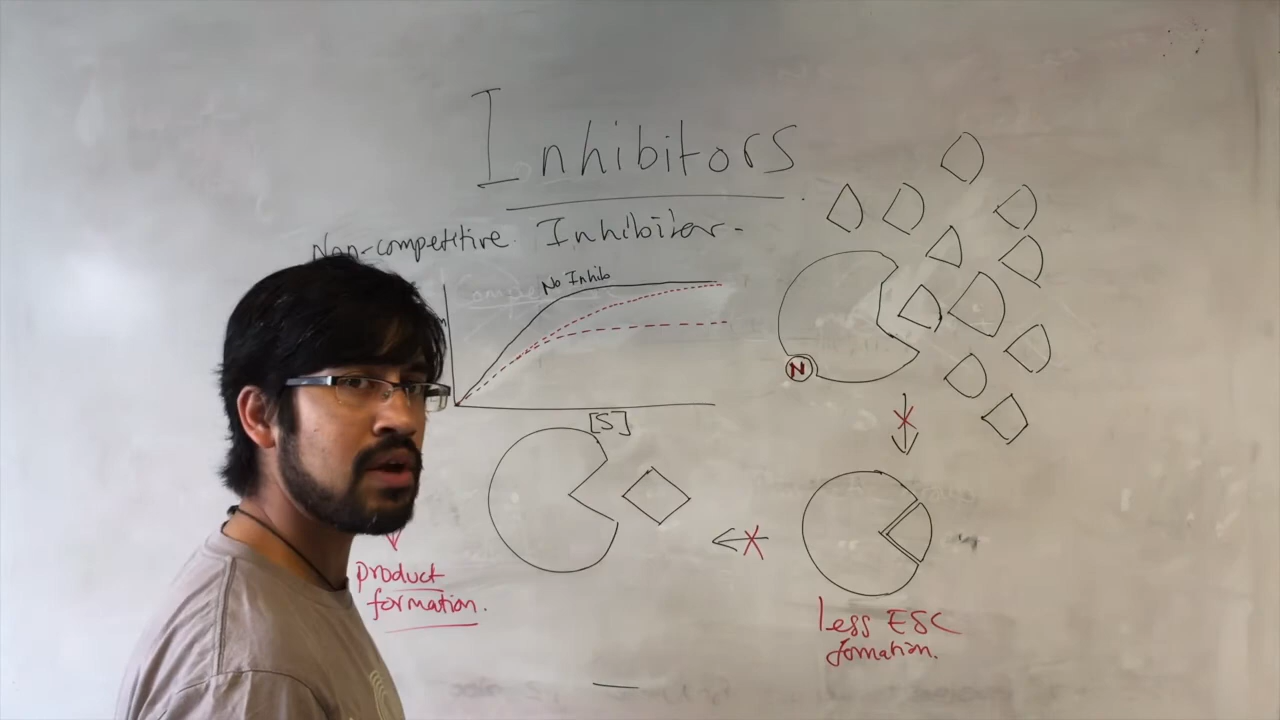 Inhibitors
Non-competitive Inhibitor-
No Inhib
[S]
N
product
formation.
less ESC
formation.